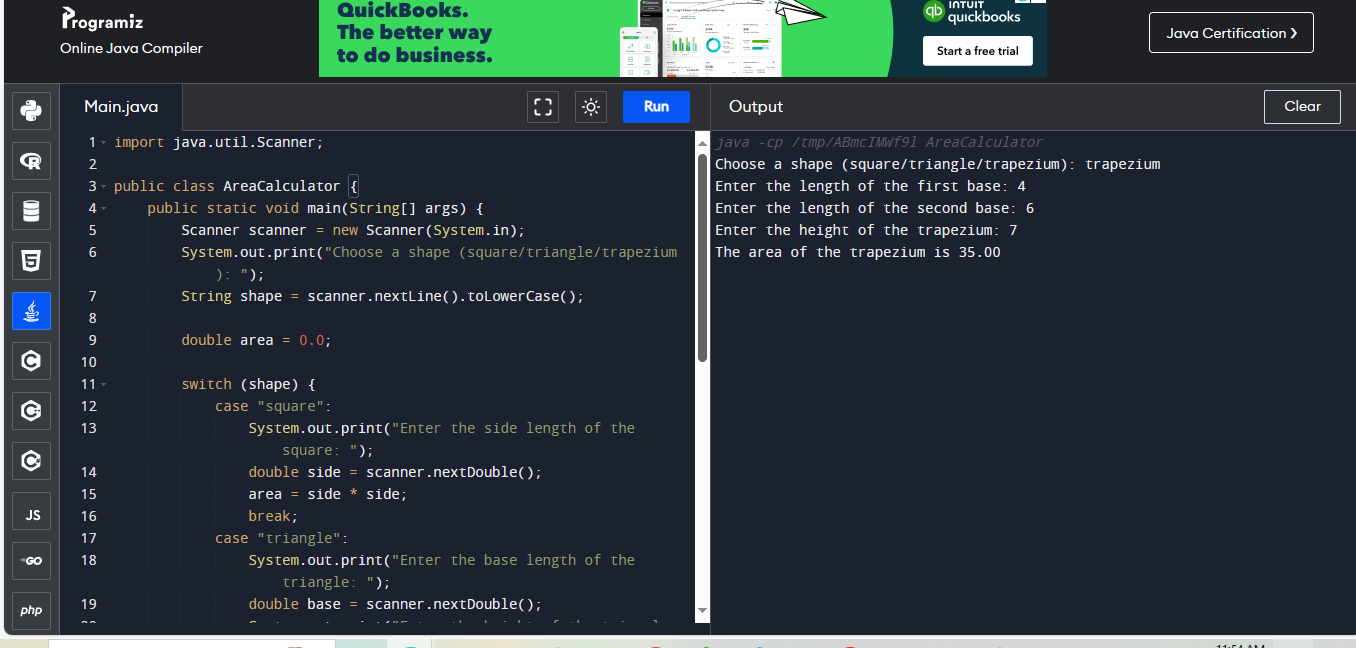 Programiz
Online Java Compiler
QuickBooks.
The better way
to do business.
qb INTUIT
quickbooks
Start a free trial
Java Certification ❯
Main.java
Run
Output
Clear
1 import java.util.Scanner;
2
3 public class AreaCalculator {
4 public static void main(String[] args) {
5 Scanner scanner = new Scanner(System.in);
6 System.out.print("Choose a shape (square/triangle/trapezium
): ");
7 String shape = scanner.nextLine().toLowerCase();
8
9 double area = 0.0;
10
11 switch (shape) {
12 case "square":
13 System.out.print("Enter the side length of the
square: ");
14 double side = scanner.nextDouble();
15 area = side * side;
16 break;
17 case "triangle":
18 System.out.print("Enter the base length of the
triangle: ");
19 double base = scanner.nextDouble();
java -cp /tmp/ABmcIMWf9l AreaCalculator
Choose a shape (square/triangle/trapezium): trapezium
Enter the length of the first base: 4
Enter the length of the second base: 6
Enter the height of the trapezium: 7
The area of the trapezium is 35.00
R
5
C
C
C
JS
GO
php
11:54 AM